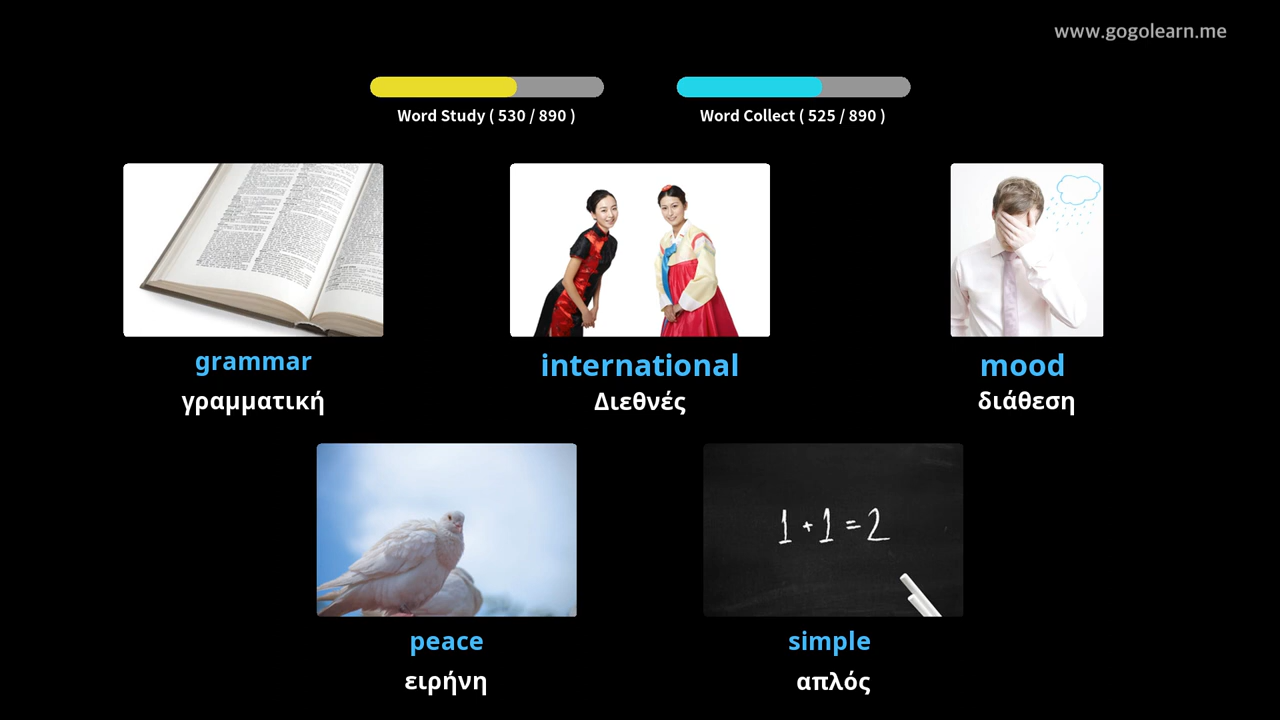 www.gogolearn.me
Word Study ( 530 / 890 )
Word Collect ( 525 / 890 )
grammar
γραμματική
international
Διεθνές
mood
διάθεση
peace
ειρήνη
1 + 1 = 2
simple
απλός